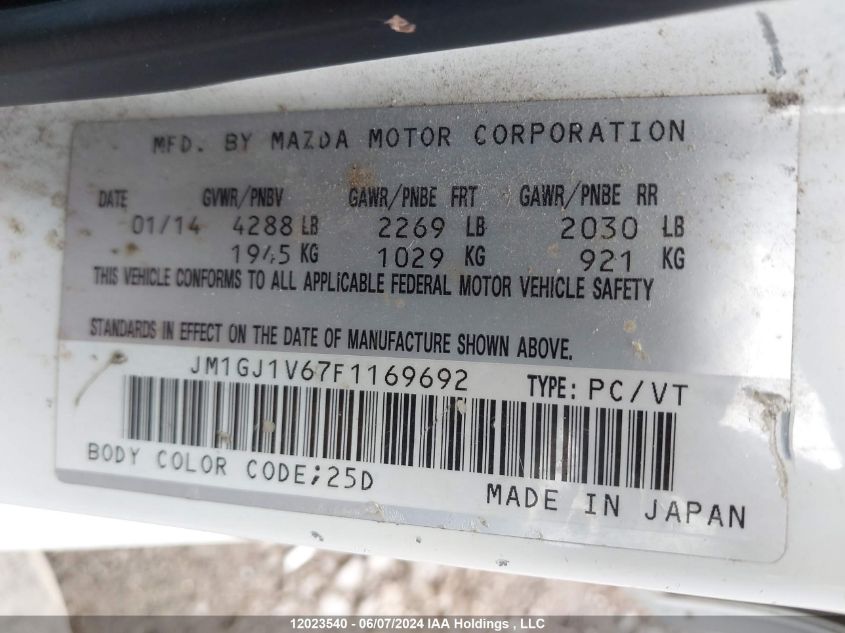 MFD. BY MAZDA MOTOR CORPORATION
DATE GVWR/PNBV GAWR/PNBE FRT GAWR/PNBE RR
01/14 4288 LB 2269 LB 2030 LB
1945 KG 1029 KG 921 KG
THIS VEHICLE CONFORMS TO ALL APPLiCABLE FEDERAL MOTOR VEHICLE SAFETY
STANDARDS IN EFFECT ON THE DATE OF MANUFACTURE SHOWN ABOVE.
JM1GJ1V67F1169692 TYPE: PC/VT
BODY COLOR CODE;25D
MADE IN JAPAN
12023540 - 06/07/2024 IAA Holdings , LLC